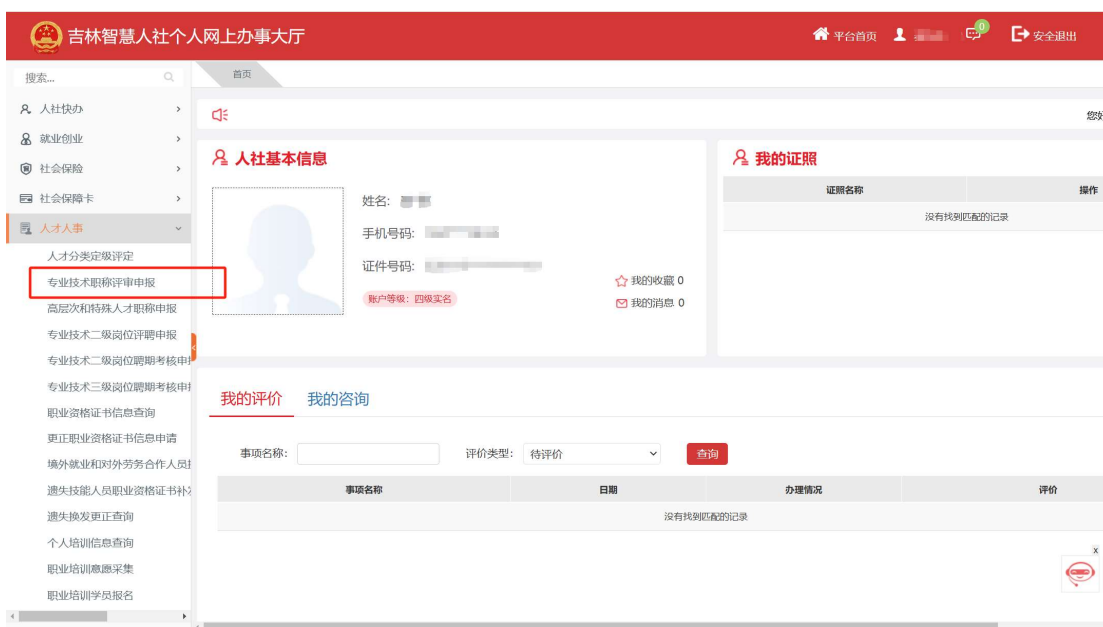 吉林智慧人社个人网上办事大厅
平台首页
0
安全退出
搜索...
首页
人社快办
就业创业
社会保险
社会保障卡
人才人事
人才分类定级评定
专业技术职称评审申报
高层次和特殊人才职称申报
专业技术二级岗位评聘申报
专业技术二级岗位聘期考核申
专业技术三级岗位聘期考核申
职业资格证书信息查询
更正职业资格证书信息申请
境外就业和对外劳务合作人员
遗失技能人员职业资格证书补
遗失换发更正查询
个人培训信息查询
职业培训意愿采集
职业培训学员报名
您好
人社基本信息
姓名:
手机号码:
证件号码:
账户等级：四级实名
我的收藏 0
我的消息 0
我的证照
证照名称 操作
没有找到匹配的记录
我的评价 我的咨询
事项名称: 评价类型: 待评价 查询
事项名称 日期 办理情况 评价
没有找到匹配的记录
x